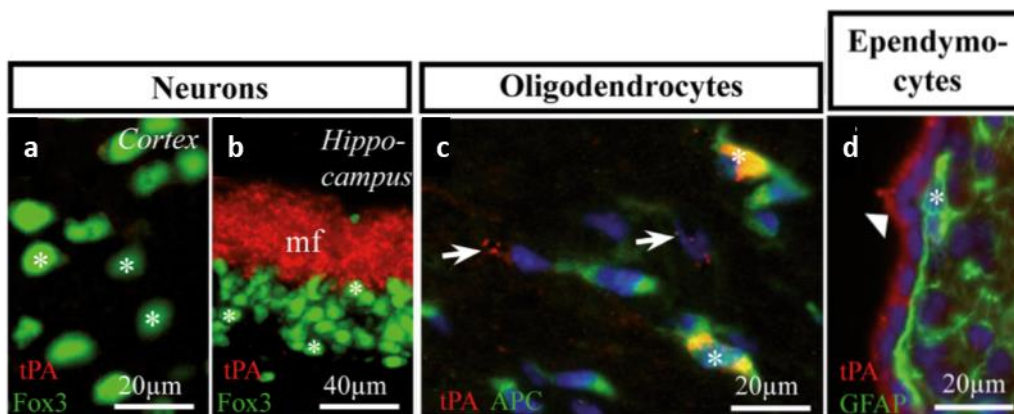 Neurons
Oligodendrocytes
Ependymo-
cytes
a
Cortex
tPA
Fox3
20µm
b
Hippo-
campus
mf
tPA
Fox3
40µm
c
tPA APC
20µm
d
tPA
GFAP
20µm